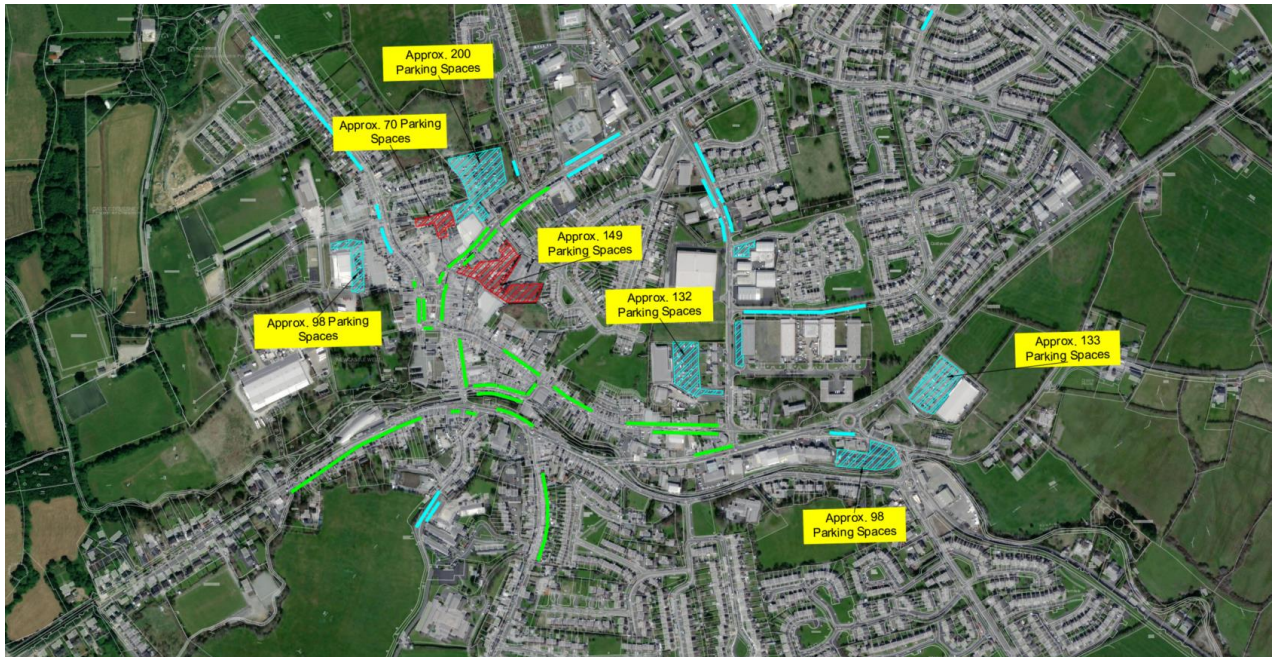 Approx. 200
Parking Spaces
Approx. 70 Parking
Spaces
Approx. 149
Parking Spaces
Approx. 132
Parking Spaces
Approx. 98 Parking
Spaces
Approx. 133
Parking Spaces
Approx. 98
Parking Spaces